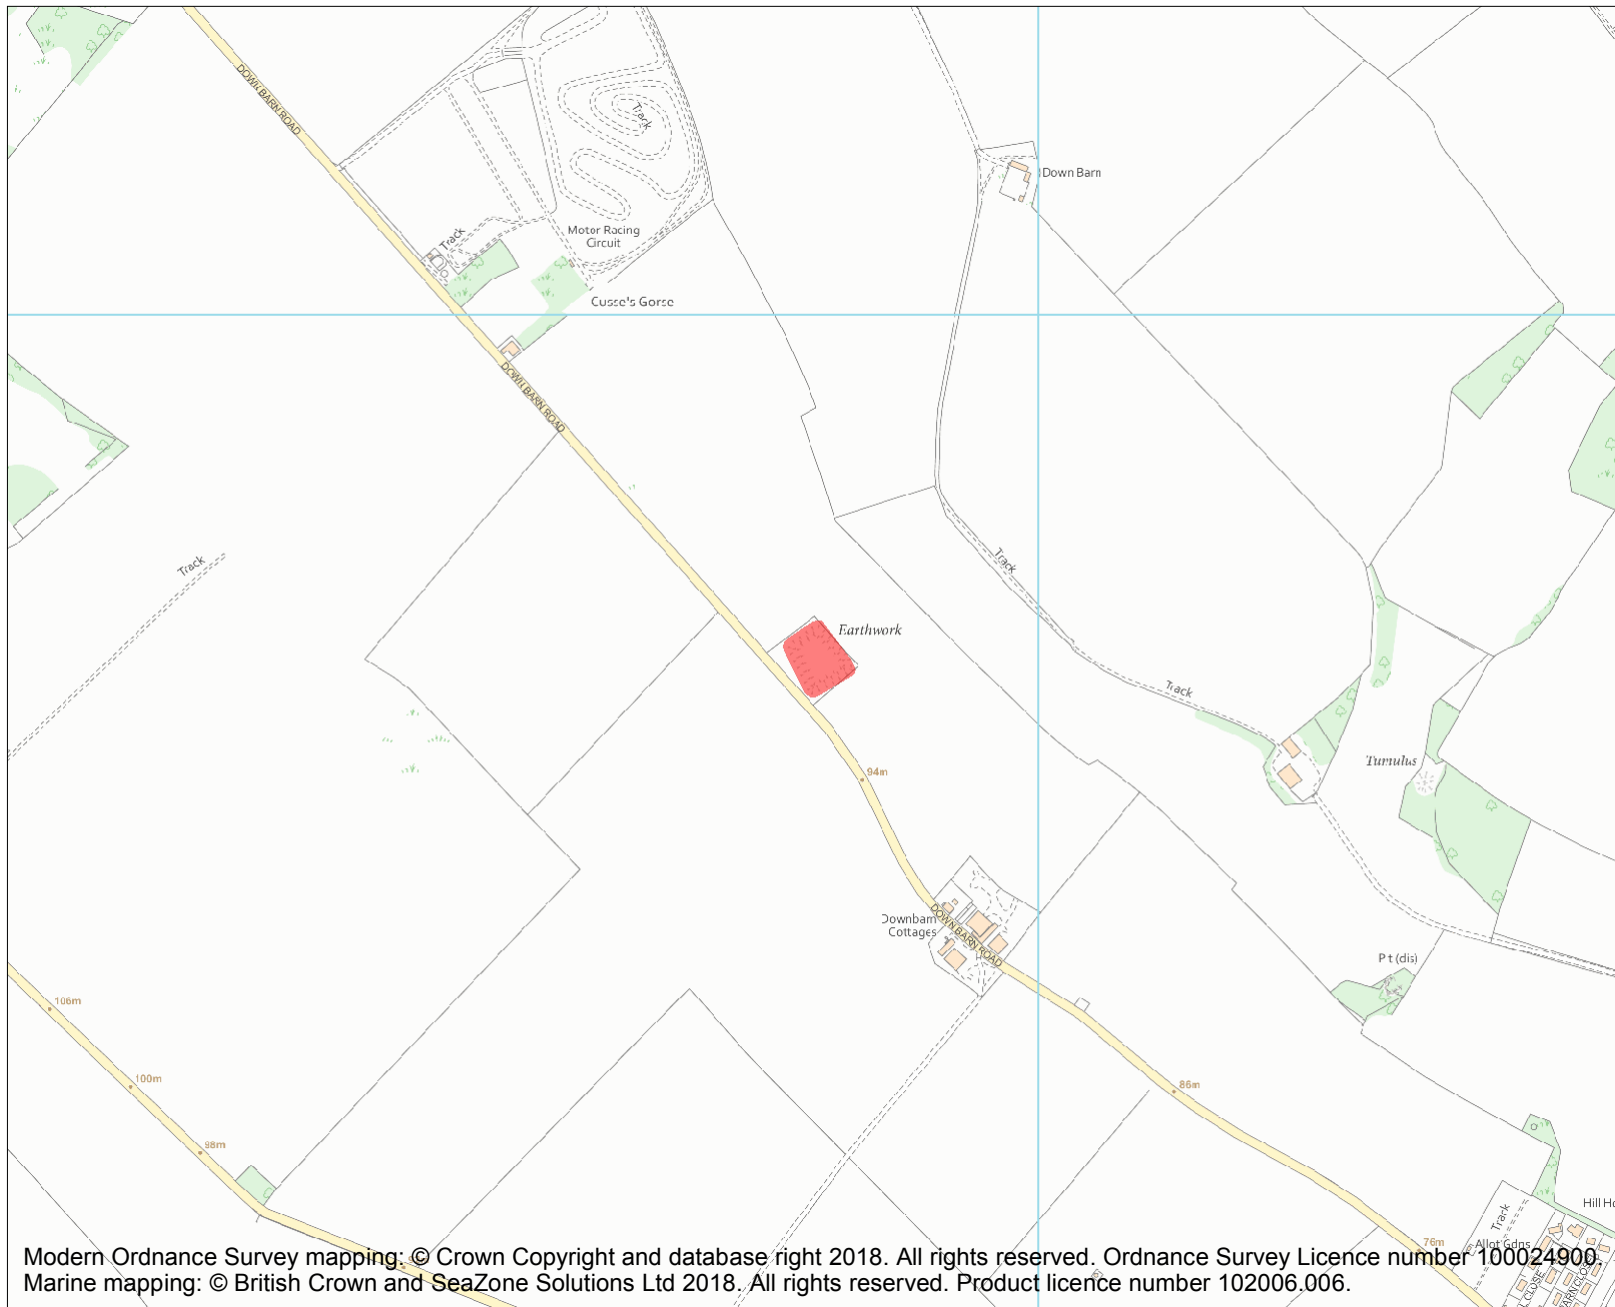 DOWN BARN ROAD
Track
Down Barn
Motor Racing
Circuit
Track
Cusse's Gorse
DOWN BARN ROAD
Track
Track
Earthwork
Track
Tumulus
94m
Downbarn
Cottages
DOWN BARN ROAD
Pt (dis)
106m
100m
86m
98m
Hill Ho
Track
76m
Allot Gdns
CLOSE
Modern Ordnance Survey mapping: © Crown Copyright and database right 2018. All rights reserved. Ordnance Survey Licence number 100024900.
Marine mapping: © British Crown and SeaZone Solutions Ltd 2018. All rights reserved. Product licence number 102006.006.